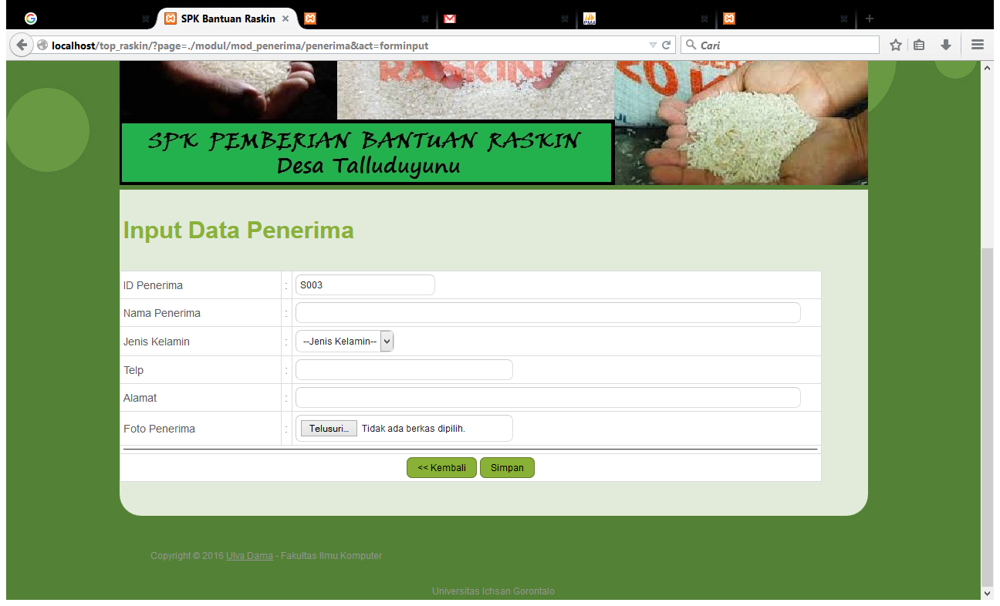 SPK Bantuan Raskin
localhost/top_raskin/?page=./modul/mod_penerima/penerima&act=forminput
Cari
RASKIN
SPK PEMBERIAN BANTUAN RASKIN
Desa Talluduyunu
Input Data Penerima
ID Penerima : S003
Nama Penerima :
Jenis Kelamin : --Jenis Kelamin--
Telp :
Alamat :
Foto Penerima : Telusuri... Tidak ada berkas dipilih.
<< Kembali Simpan
Copyright © 2016 Ulva Dama - Fakultas Ilmu Komputer
Universitas Ichsan Gorontalo